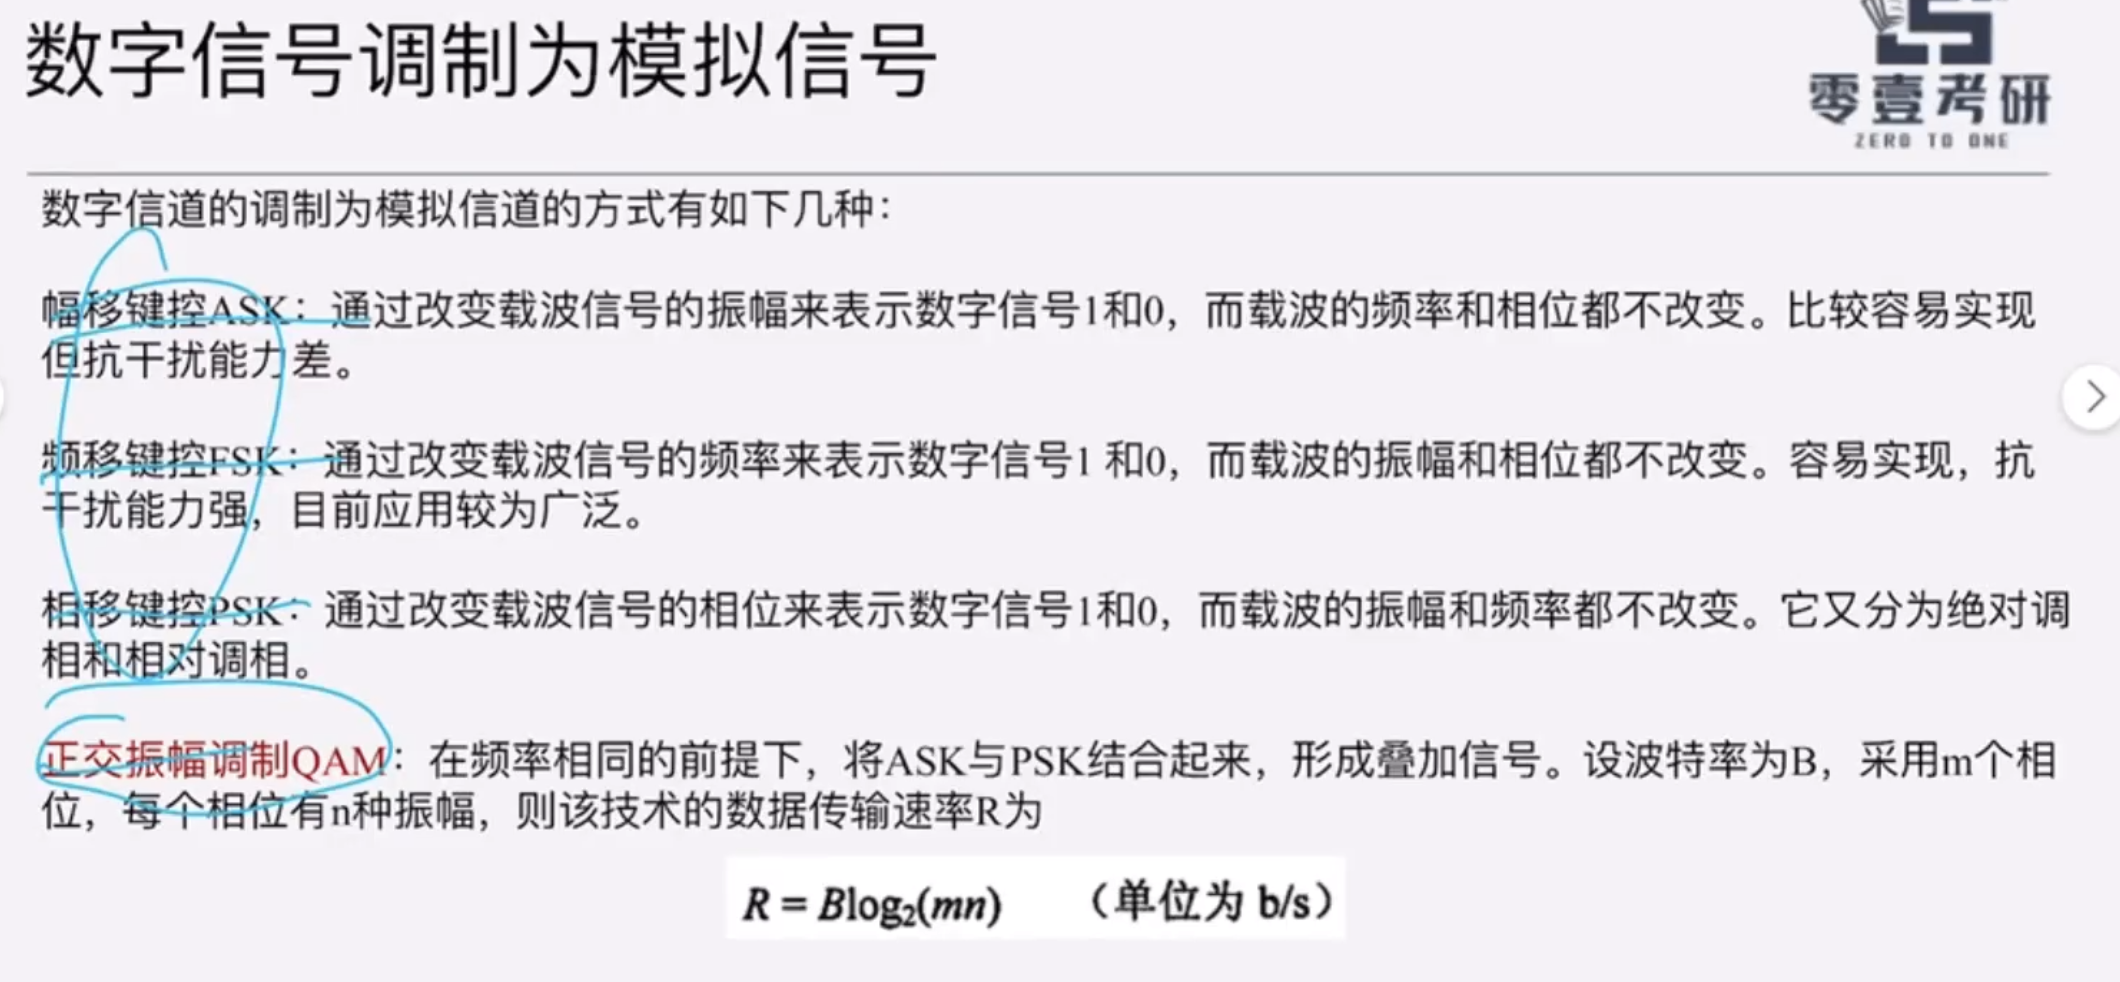 数字信号调制为模拟信号
零壹考研
ZERO TO ONE
数字信道的调制为模拟信道的方式有如下几种：
幅移键控ASK：通过改变载波信号的振幅来表示数字信号1和0，而载波的频率和相位都不改变。比较容易实现
但抗干扰能力差。
频移键控FSK：通过改变载波信号的频率来表示数字信号1 和0，而载波的振幅和相位都不改变。容易实现，抗
干扰能力强，目前应用较为广泛。
相移键控PSK：通过改变载波信号的相位来表示数字信号1和0，而载波的振幅和频率都不改变。它又分为绝对调
相和相对调相。
正交振幅调制QAM：在频率相同的前提下，将ASK与PSK结合起来，形成叠加信号。设波特率为B，采用m个相
位，每个相位有n种振幅，则该技术的数据传输速率R为
R = Blog₂(mn) （单位为 b/s）